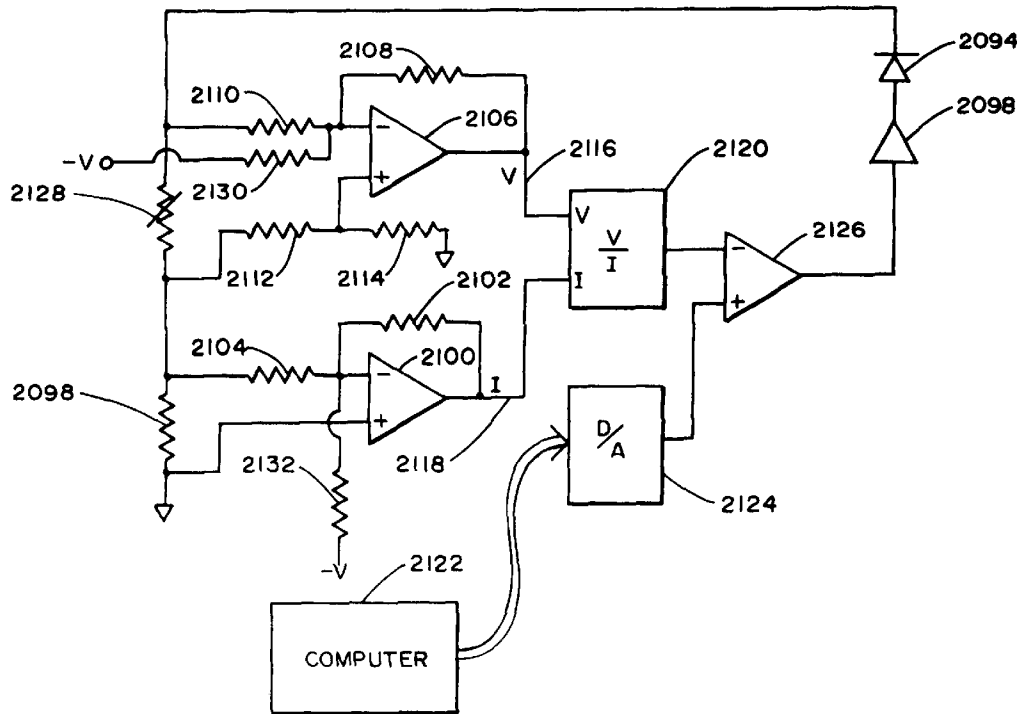 2108
2094
2110
2106
2098
-
-V
2130
+
2116
2120
V
2128
V
V/I
2126
I
-
2112
2114
2102
+
2104
2100
-
I
2098
+
D/A
2132
2118
2124
-V
2122
COMPUTER